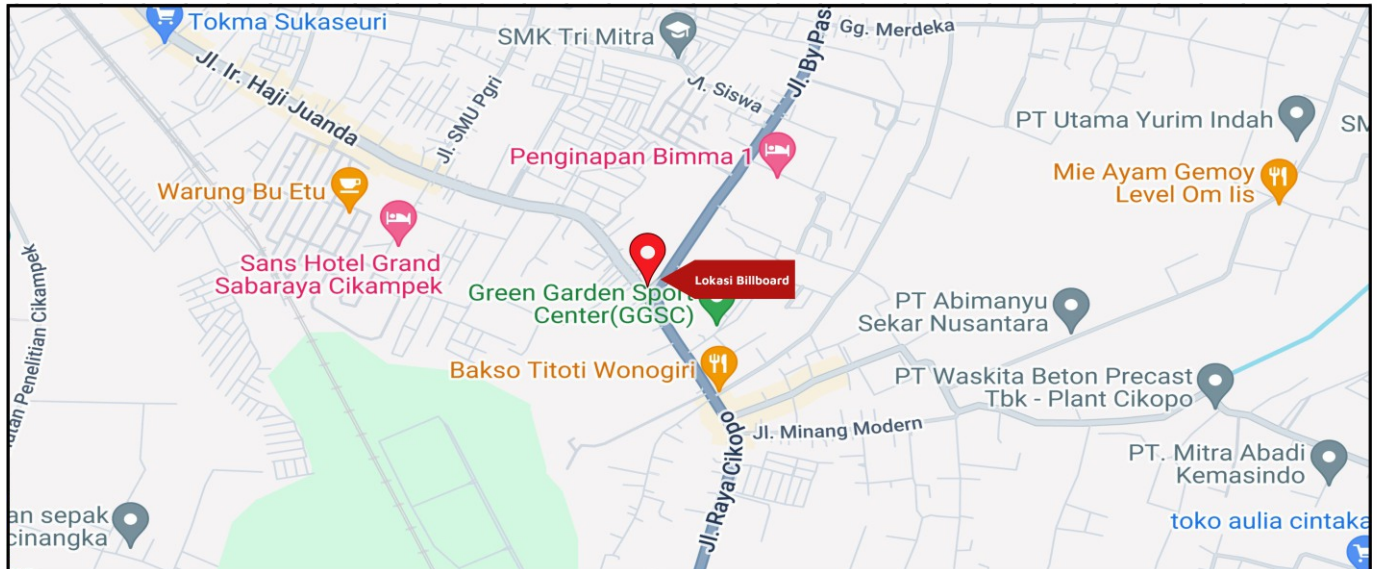 Tokma Sukaseuri
SMK Tri Mitra
Gg. Merdeka
Jl. By Pas
Jl. Ir. Haji Juanda
Jl. SMU Pgri
Jl. Siswa
PT Utama Yurim Indah
SM
Penginapan Bimma 1
Mie Ayam Gemoy
Level Om Iis
Warung Bu Etu
Sans Hotel Grand
Sabaraya Cikampek
Lokasi Billboard
Green Garden Sport
Center(GGSC)
PT Abimanyu
Sekar Nusantara
Penelitian Cikampek
Bakso Titoti Wonogiri
PT Waskita Beton Precast
Tbk - Plant Cikopo
Jl. Minang Modern
Jl. Raya Cikopo
PT. Mitra Abadi
Kemasindo
an sepak
cinangka
toko aulia cintaka